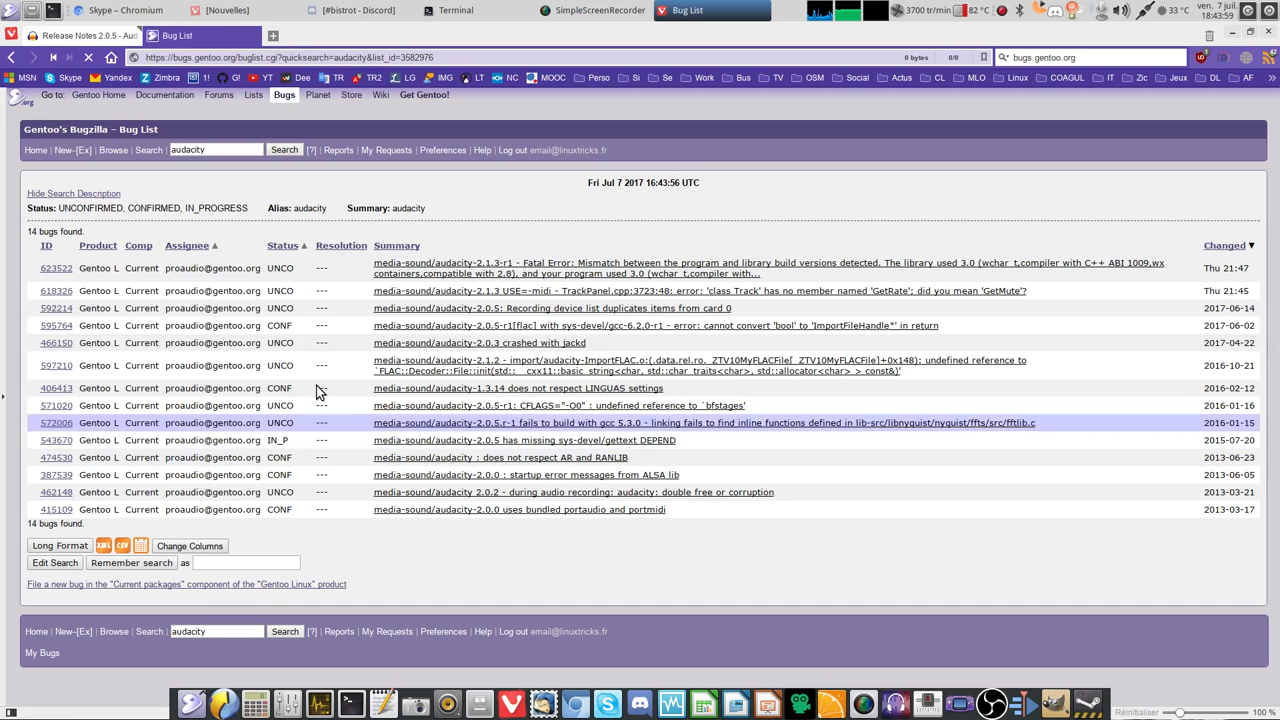 Skype – Chromium [Nouvelles] [#bistrot - Discord] Terminal SimpleScreenRecorder Bug List 3700 tr/min 82 °C 33 °C ven. 7 juil. 18:43:59
Release Notes 2.0.5 - Aud Bug List
https://bugs.gentoo.org/buglist.cgi?quicksearch=audacity&list_id=3582976 0 bytes 0/0 bugs.gentoo.org
MSN Skype Yandex Zimbra 1! G! YT Dee TR TR2 LG IMG LT NC MOOC Perso Si Se Work Bus TV OSM Social Actus CL MLO Linux COAGUL IT Zic Jeux DL AF
.org Go to: Gentoo Home Documentation Forums Lists Bugs Planet Store Wiki Get Gentoo!
Gentoo's Bugzilla – Bug List
Home | New–[Ex] | Browse | Search | audacity Search [?] | Reports | My Requests | Preferences | Help | Log out email@linuxtricks.fr
Fri Jul 7 2017 16:43:56 UTC
Hide Search Description
Status: UNCONFIRMED, CONFIRMED, IN_PROGRESS Alias: audacity Summary: audacity
14 bugs found.
ID Product Comp Assignee ▲ Status ▲ Resolution Summary Changed ▼
623522 Gentoo L Current proaudio@gentoo.org UNCO --- media-sound/audacity-2.1.3-r1 - Fatal Error: Mismatch between the program and library build versions detected. The library used 3.0 (wchar_t,compiler with C++ ABI 1009,wx Thu 21:47
containers,compatible with 2.8), and your program used 3.0 (wchar_t,compiler with...
618326 Gentoo L Current proaudio@gentoo.org UNCO --- media-sound/audacity-2.1.3 USE=-midi - TrackPanel.cpp:3723:48: error: 'class Track' has no member named 'GetRate'; did you mean 'GetMute'? Thu 21:45
592214 Gentoo L Current proaudio@gentoo.org UNCO --- media-sound/audacity-2.0.5: Recording device list duplicates items from card 0 2017-06-14
595764 Gentoo L Current proaudio@gentoo.org CONF --- media-sound/audacity-2.0.5-r1[flac] with sys-devel/gcc-6.2.0-r1 - error: cannot convert 'bool' to 'ImportFileHandle*' in return 2017-06-02
466150 Gentoo L Current proaudio@gentoo.org UNCO --- media-sound/audacity-2.0.3 crashed with jackd 2017-04-22
597210 Gentoo L Current proaudio@gentoo.org UNCO --- media-sound/audacity-2.1.2 - import/audacity-ImportFLAC.o:(.data.rel.ro._ZTV10MyFLACFile[_ZTV10MyFLACFile]+0x148): undefined reference to 2016-10-21
`FLAC::Decoder::File::init(std::__cxx11::basic_string<char, std::char_traits<char>, std::allocator<char> > const&)'
406413 Gentoo L Current proaudio@gentoo.org CONF --- media-sound/audacity-1.3.14 does not respect LINGUAS settings 2016-02-12
571020 Gentoo L Current proaudio@gentoo.org UNCO --- media-sound/audacity-2.0.5-r1: CFLAGS="-O0" : undefined reference to `bfstages' 2016-01-16
572006 Gentoo L Current proaudio@gentoo.org UNCO --- media-sound/audacity-2.0.5.r-1 fails to build with gcc 5.3.0 - linking fails to find inline functions defined in lib-src/libnyquist/nyquist/ffts/src/fftlib.c 2016-01-15
543670 Gentoo L Current proaudio@gentoo.org IN_P --- media-sound/audacity-2.0.5 has missing sys-devel/gettext DEPEND 2015-07-20
474530 Gentoo L Current proaudio@gentoo.org CONF --- media-sound/audacity : does not respect AR and RANLIB 2013-06-23
387539 Gentoo L Current proaudio@gentoo.org CONF --- media-sound/audacity-2.0.0 : startup error messages from ALSA lib 2013-06-05
462148 Gentoo L Current proaudio@gentoo.org UNCO --- media-sound/audacity 2.0.2 - during audio recording: audacity: double free or corruption 2013-03-21
415109 Gentoo L Current proaudio@gentoo.org CONF --- media-sound/audacity-2.0.0 uses bundled portaudio and portmidi 2013-03-17
14 bugs found.
Long Format XML CSV Change Columns
Edit Search Remember search as
File a new bug in the "Current packages" component of the "Gentoo Linux" product
Home | New–[Ex] | Browse | Search | audacity Search [?] | Reports | My Requests | Preferences | Help | Log out email@linuxtricks.fr
My Bugs
Réinitialiser 100 %